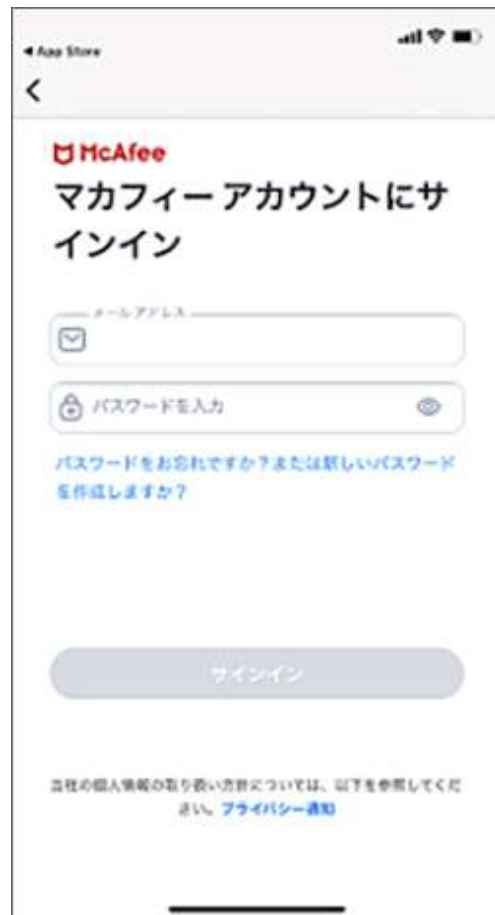 App Store
McAfee
マカフィー アカウントにサ
インイン
メールアドレス
パスワードを入力
パスワードをお忘れですか？または新しいパスワード
を作成しますか？
サインイン
当社の個人情報の取り扱い方針については、以下を参照してくだ
さい。プライバシー通知